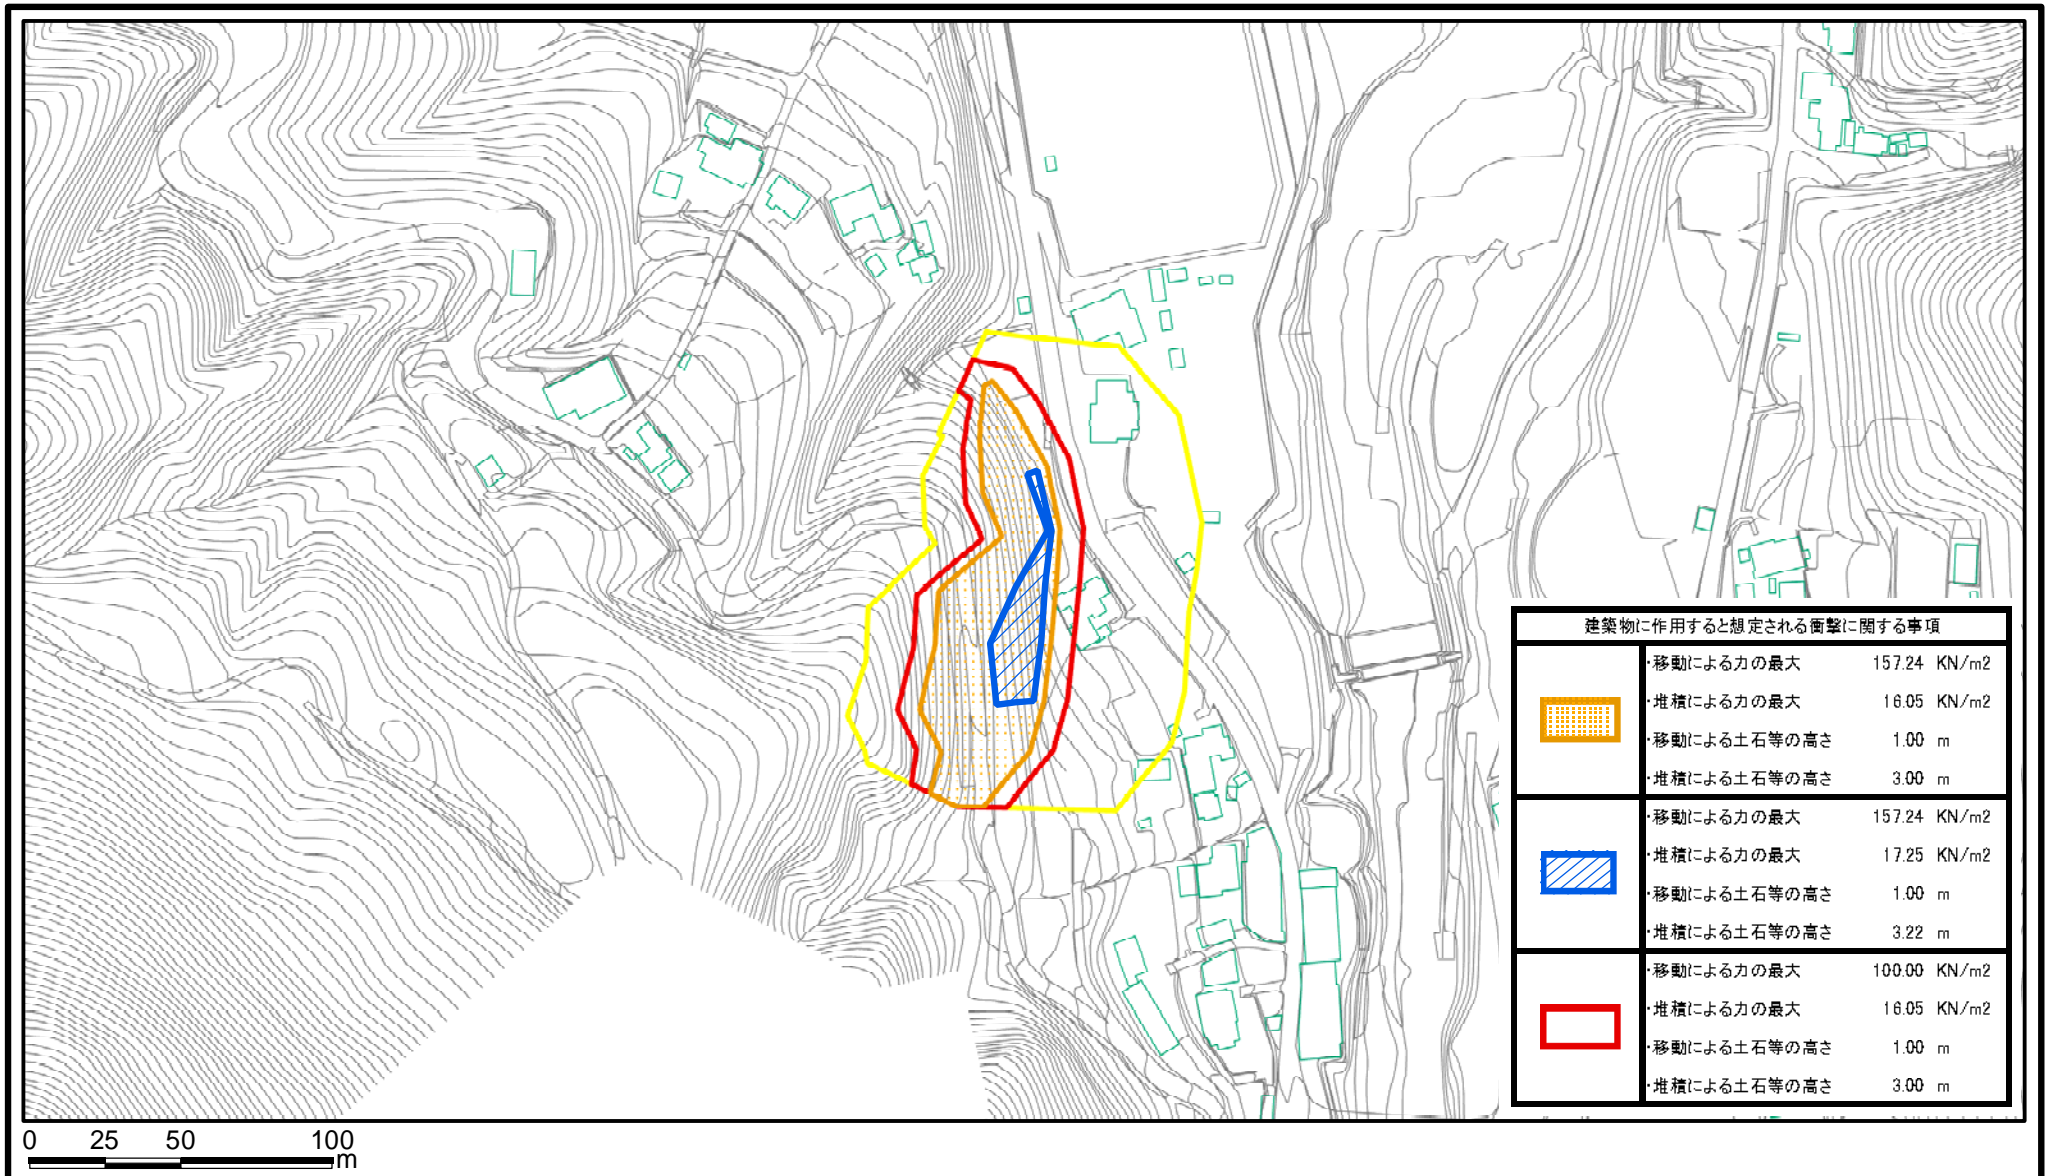 建築物に作用すると想定される衝撃に関する事項
・移動による力の最大 157.24 KN/m2
・堆積による力の最大 16.05 KN/m2
・移動による土石等の高さ 1.00 m
・堆積による土石等の高さ 3.00 m
・移動による力の最大 157.24 KN/m2
・堆積による力の最大 17.25 KN/m2
・移動による土石等の高さ 1.00 m
・堆積による土石等の高さ 3.22 m
・移動による力の最大 100.00 KN/m2
・堆積による力の最大 16.05 KN/m2
・移動による土石等の高さ 1.00 m
・堆積による土石等の高さ 3.00 m
0 25 50 100
m